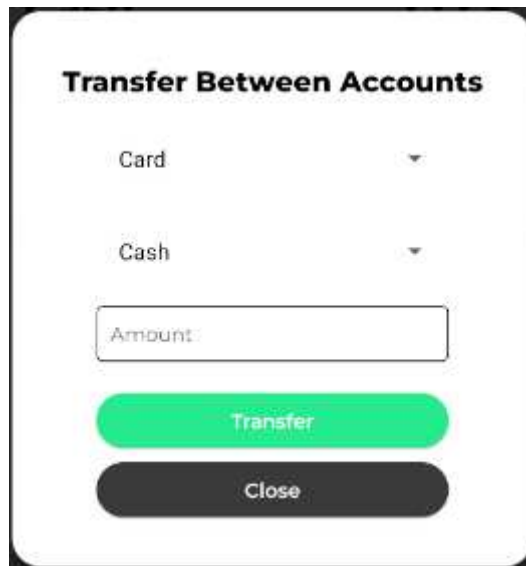 Transfer Between Accounts
Card
Cash
Amount
Transfer
Close